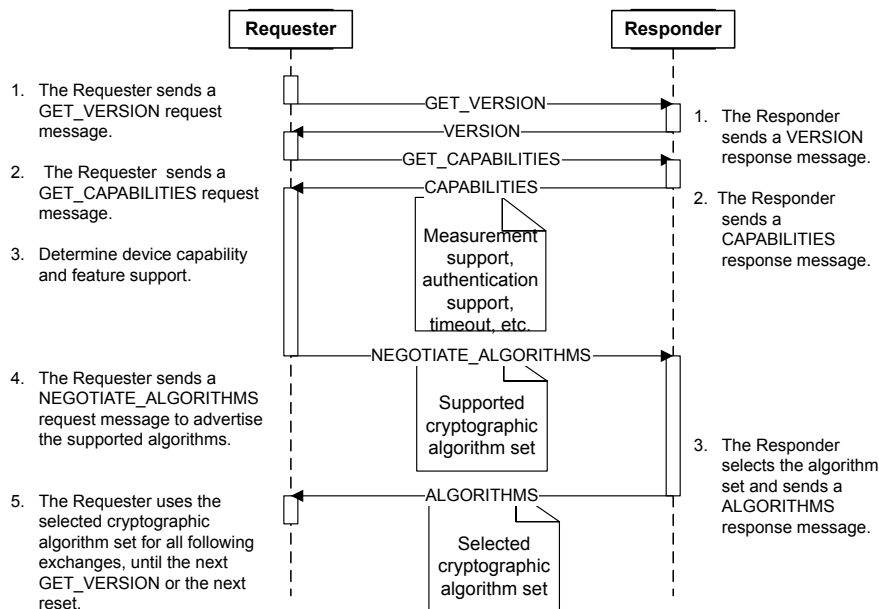 Requester
Responder
1. The Requester sends a
GET_VERSION request
message.
2. The Requester sends a
GET_CAPABILITIES request
message.
3. Determine device capability
and feature support.
4. The Requester sends a
NEGOTIATE_ALGORITHMS
request message to advertise
the supported algorithms.
5. The Requester uses the
selected cryptographic
algorithm set for all following
exchanges, until the next
GET_VERSION or the next
reset.
GET_VERSION
VERSION
GET_CAPABILITIES
CAPABILITIES
Measurement
support,
authentication
support,
timeout, etc.
NEGOTIATE_ALGORITHMS
Supported
cryptographic
algorithm set
ALGORITHMS
Selected
cryptographic
algorithm set
1. The Responder
sends a VERSION
response message.
2. The Responder
sends a
CAPABILITIES
response message.
3. The Responder
selects the algorithm
set and sends a
ALGORITHMS
response message.